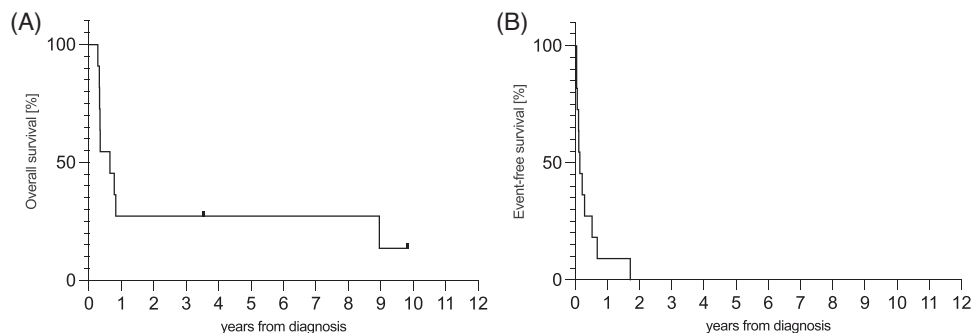 (A)
Overall survival [%]
100
50
0
0 1 2 3 4 5 6 7 8 9 10 11 12
years from diagnosis
(B)
Event-free survival [%]
100
50
0
0 1 2 3 4 5 6 7 8 9 10 11 12
years from diagnosis